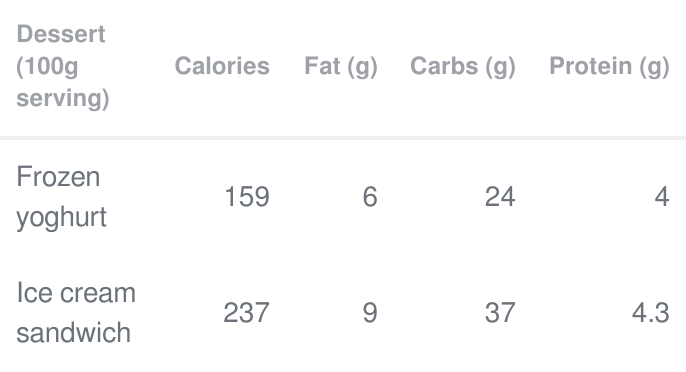 Dessert
(100g
serving)
Calories
Fat (g)
Carbs (g)
Protein (g)
Frozen
yoghurt
159
6
24
4
Ice cream
sandwich
237
9
37
4.3